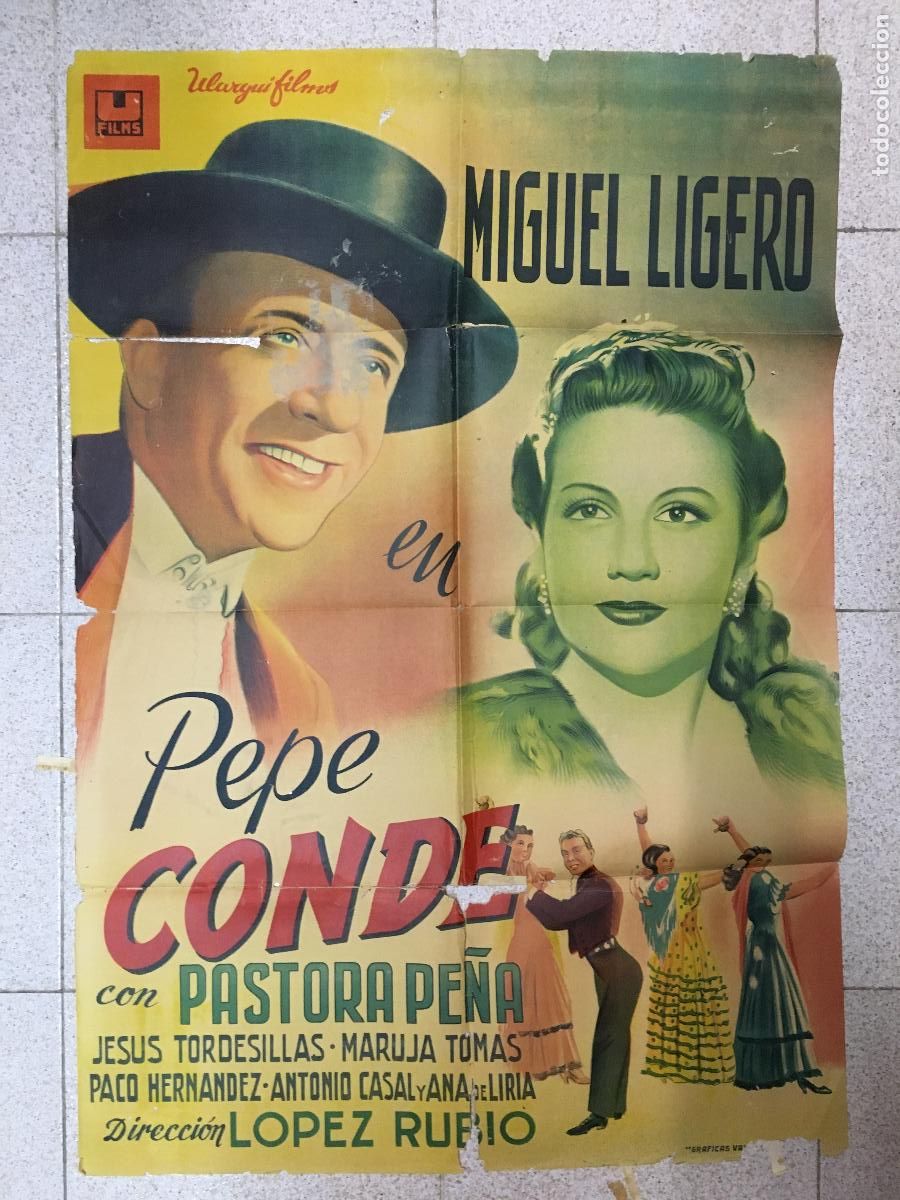 U
FILMS
Ulargui films
todocoleccion
MIGUEL LIGERO
en
Pepe
CONDE
con PASTORA PEÑA
JESUS TORDESILLAS · MARUJA TOMAS
PACO HERNANDEZ · ANTONIO CASAL Y ANA DE LIRIA
Dirección LOPEZ RUBIO
"GRAFICAS